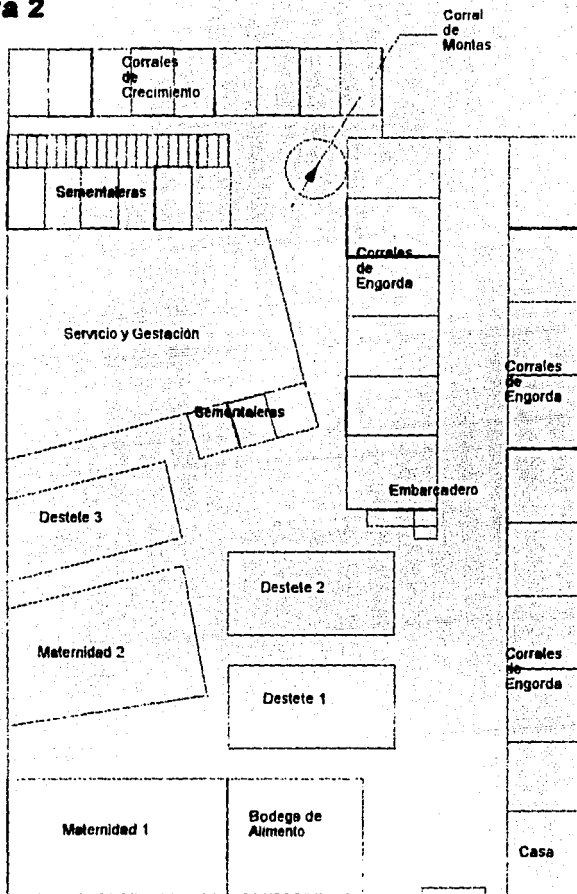 ra 2
Corral
de
Montas
Corrales
de
Crecimiento
Sementaleras
Corrales
de
Engorda
Servicio y Gestación
Corrales
de
Engorda
Sementaleras
Embarcadero
Destete 3
Destete 2
Maternidad 2
Corrales
de
Engorda
Destete 1
Maternidad 1
Bodega de
Alimento
Casa